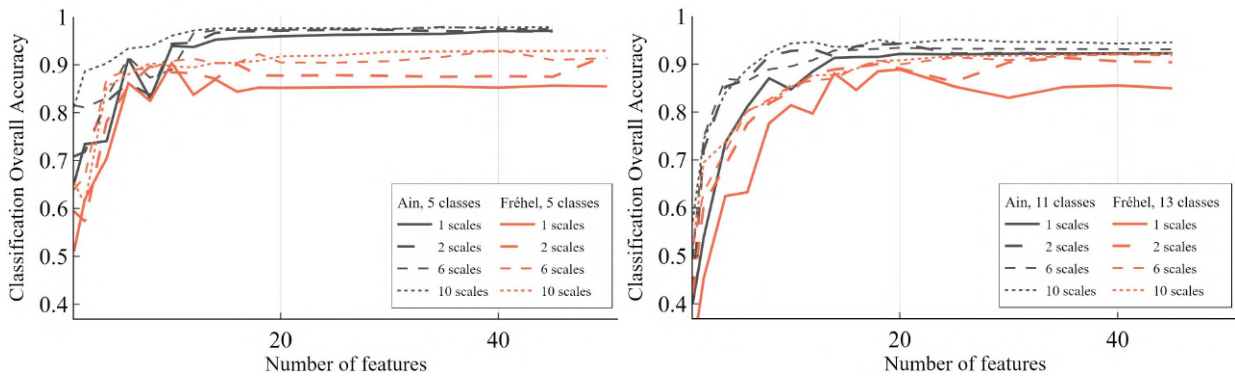 Classification Overall Accuracy
1
0.9
0.8
0.7
0.6
0.5
0.4
20
40
Number of features
Ain, 5 classes Fréhel, 5 classes
1 scales 1 scales
2 scales 2 scales
6 scales 6 scales
10 scales 10 scales
Classification Overall Accuracy
1
0.9
0.8
0.7
0.6
0.5
0.4
20
40
Number of features
Ain, 11 classes Fréhel, 13 classes
1 scales 1 scales
2 scales 2 scales
6 scales 6 scales
10 scales 10 scales